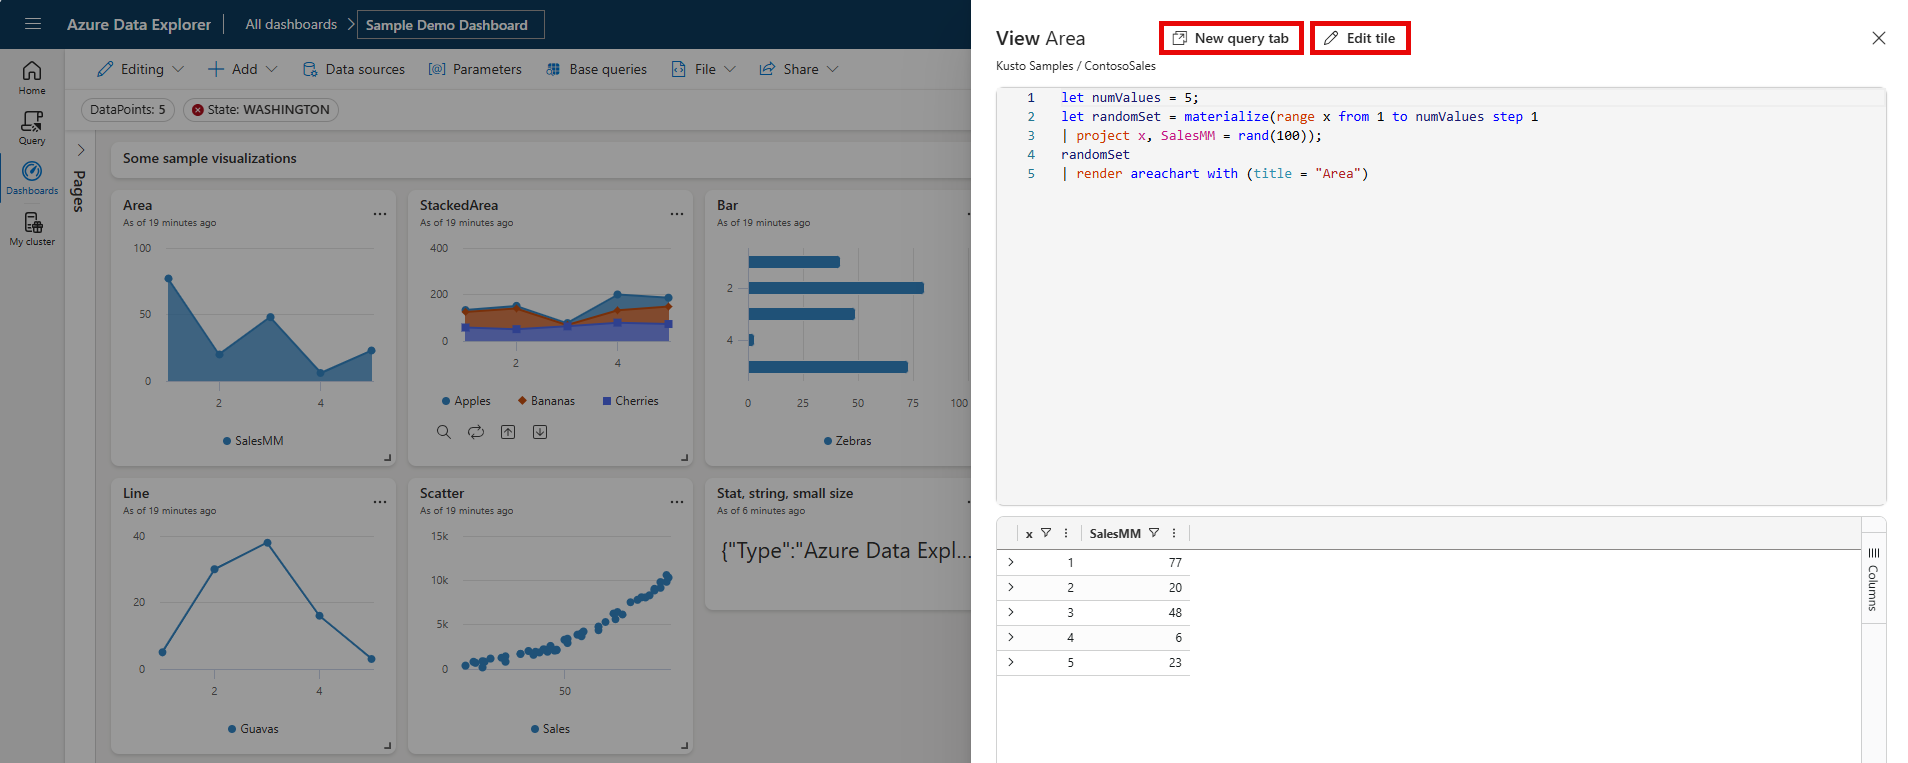 Azure Data Explorer
All dashboards
Sample Demo Dashboard
Home
Query
Dashboards
My cluster
Editing
Add
Data sources
Parameters
Base queries
File
Share
DataPoints: 5
State: WASHINGTON
Pages
Some sample visualizations
Area
As of 19 minutes ago
100
50
0
2
4
SalesMM
StackedArea
As of 19 minutes ago
400
200
0
2
4
Apples
Bananas
Cherries
Bar
As of 19 minutes ago
2
4
0
25
50
75
100
Zebras
Line
As of 19 minutes ago
40
20
0
2
4
Guavas
Scatter
As of 19 minutes ago
15k
10k
5k
0
50
Sales
Stat, string, small size
As of 6 minutes ago
{"Type":"Azure Data Expl...
View Area
New query tab
Edit tile
Kusto Samples / ContosoSales
1 let numValues = 5;
2 let randomSet = materialize(range x from 1 to numValues step 1
3 | project x, SalesMM = rand(100));
4 randomSet
5 | render areachart with (title = "Area")
x SalesMM
1 77
2 20
3 48
4 6
5 23
Columns